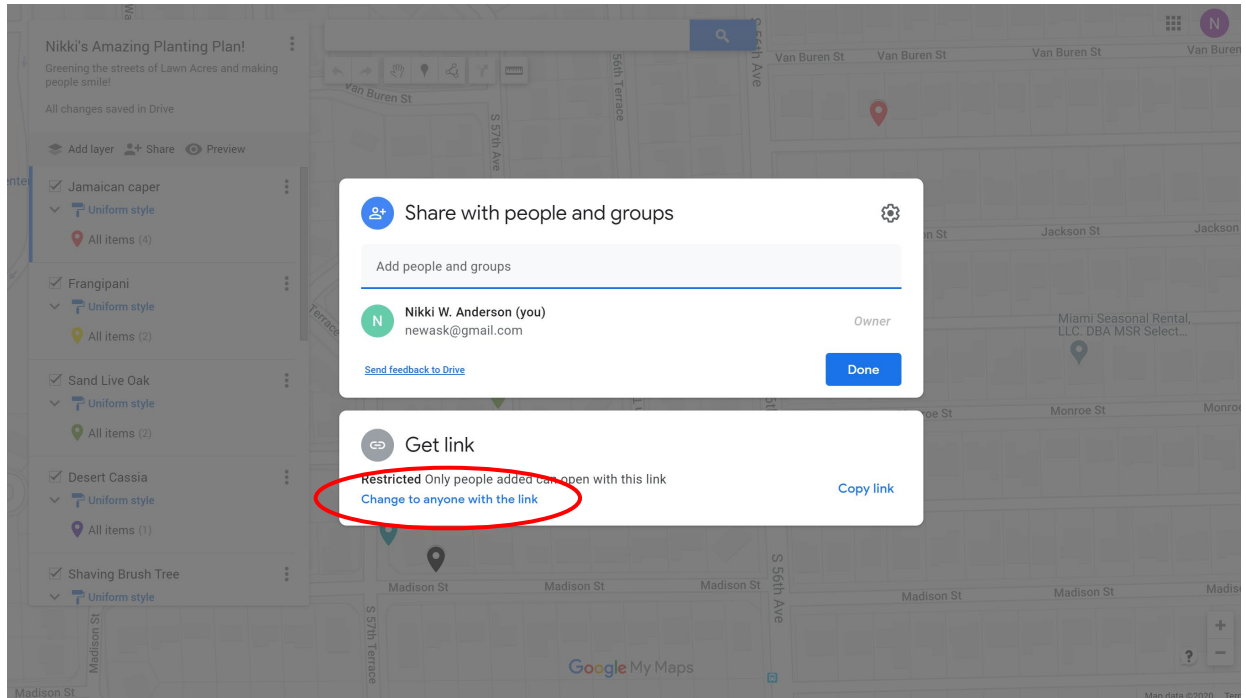 Nikki's Amazing Planting Plan!
Greening the streets of Lawn Acres and making
people smile!
All changes saved in Drive
Add layer Share Preview
Jamaican caper
Uniform style
All items (4)
Frangipani
Uniform style
All items (2)
Sand Live Oak
Uniform style
All items (2)
Desert Cassia
Uniform style
All items (1)
Shaving Brush Tree
Uniform style
N
Share with people and groups
Add people and groups
N
Nikki W. Anderson (you)
newask@gmail.com
Owner
Send feedback to Drive
Done
Get link
Restricted Only people added can open with this link
Change to anyone with the link
Copy link
Van Buren St
Van Buren St
Van Buren St
Van Buren St
Van Buren
S 56th Ave
56th Terrace
S 57th Ave
Terrace
n St
Jackson St
Jackson
Miami Seasonal Rental,
LLC. DBA MSR Select...
roe St
Monroe St
Monro
Madison St
Madison St
Madison St
Madison St
Madison St
Madis
S 56th Ave
S 57th Terrace
Madison St
Madison St
Google My Maps
?
Map data ©2020